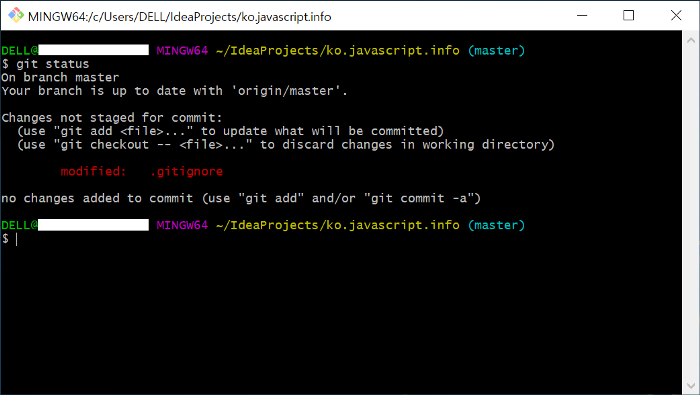 MINGW64:/c/Users/DELL/IdeaProjects/ko.javascript.info
DELL@ MINGW64 ~/IdeaProjects/ko.javascript.info (master)
$ git status
On branch master
Your branch is up to date with 'origin/master'.
Changes not staged for commit:
(use "git add <file>..." to update what will be committed)
(use "git checkout -- <file>..." to discard changes in working directory)
modified: .gitignore
no changes added to commit (use "git add" and/or "git commit -a")
DELL@ MINGW64 ~/IdeaProjects/ko.javascript.info (master)
$